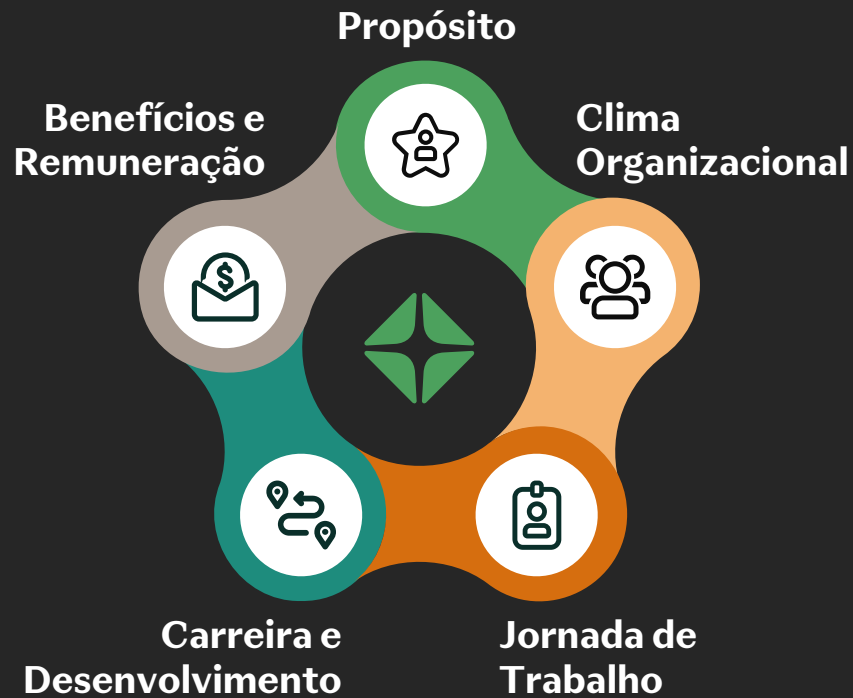 Propósito
Benefícios e
Remuneração
Clima
Organizacional
$
Carreira e
Desenvolvimento
Jornada de
Trabalho